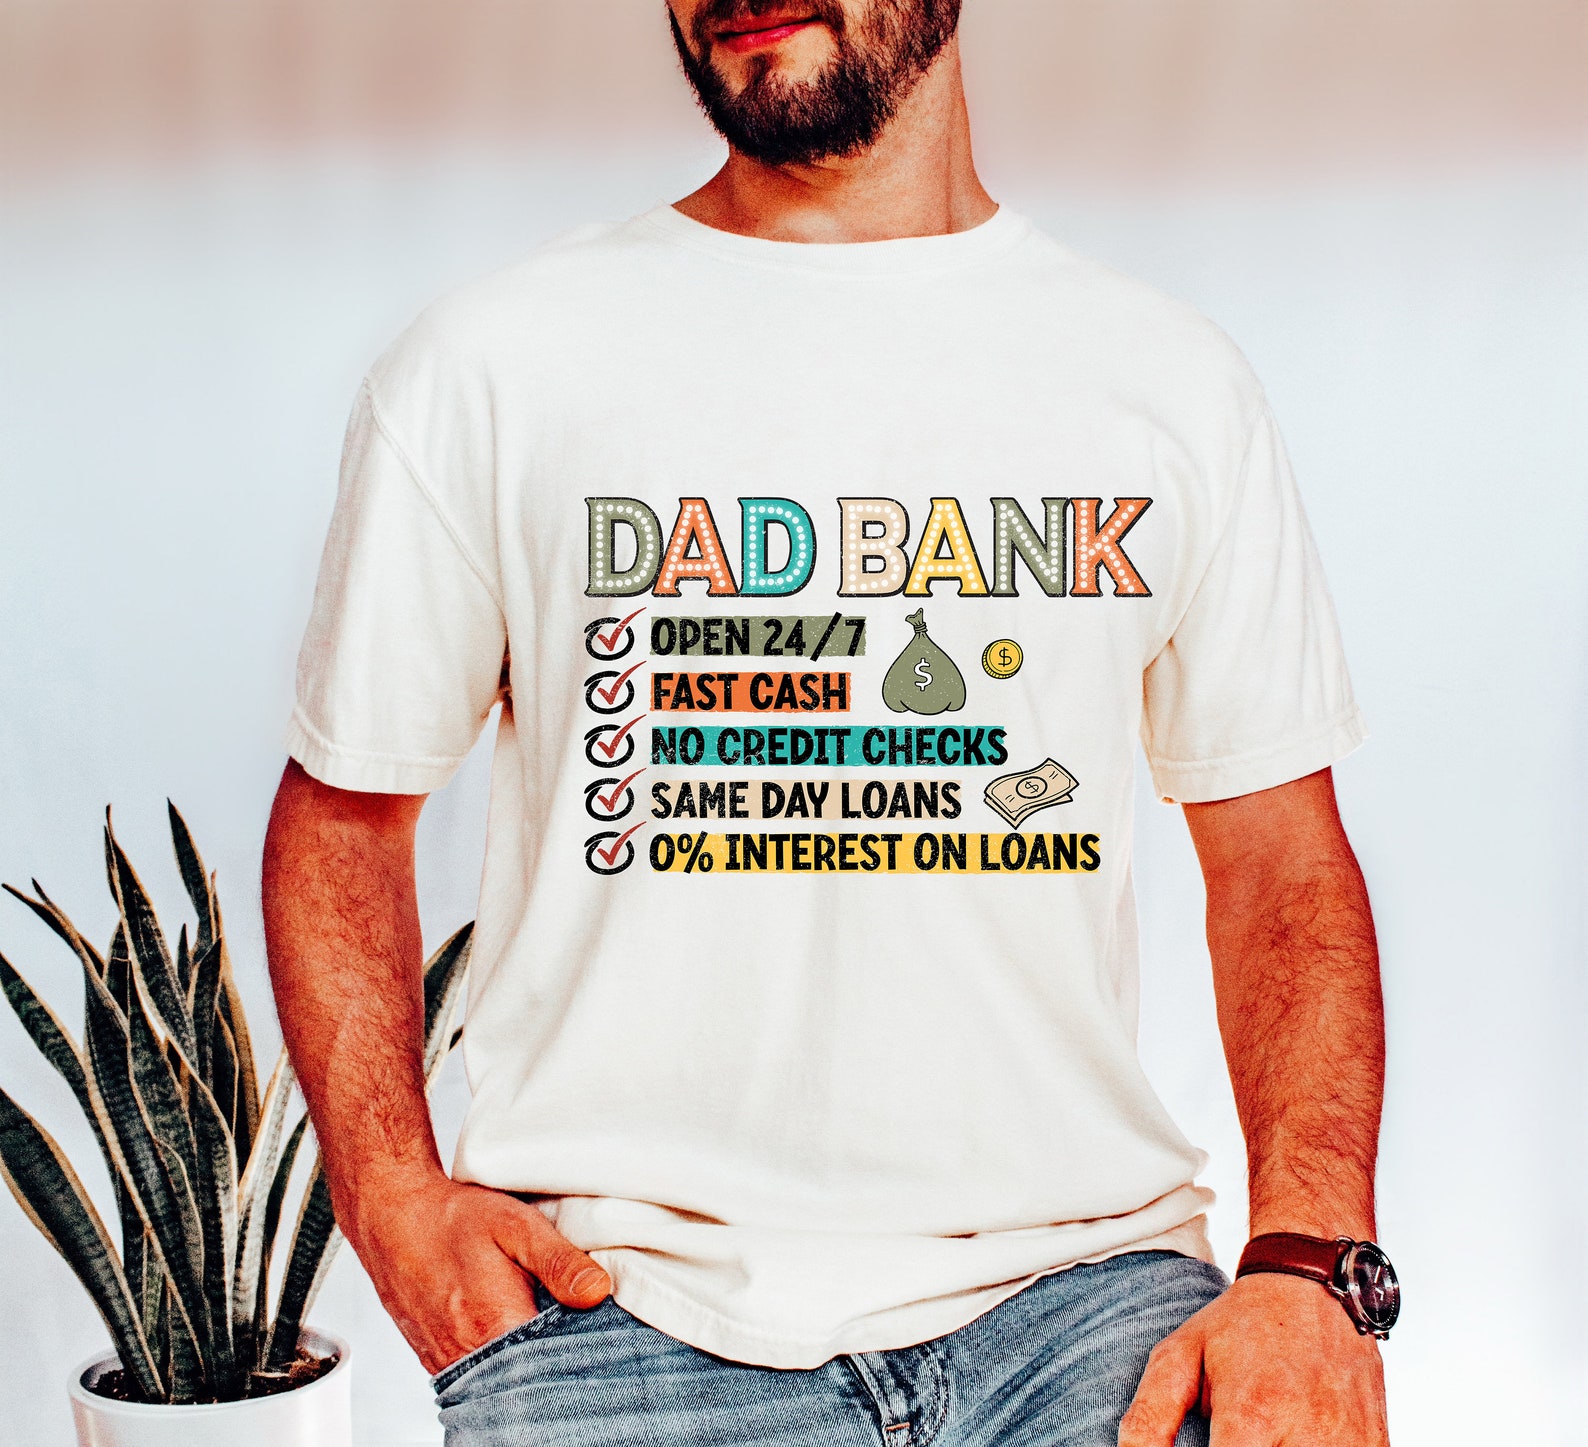 DAD BANK
OPEN 24/7
FAST CASH
$
$
NO CREDIT CHECKS
SAME DAY LOANS
$
0% INTEREST ON LOANS